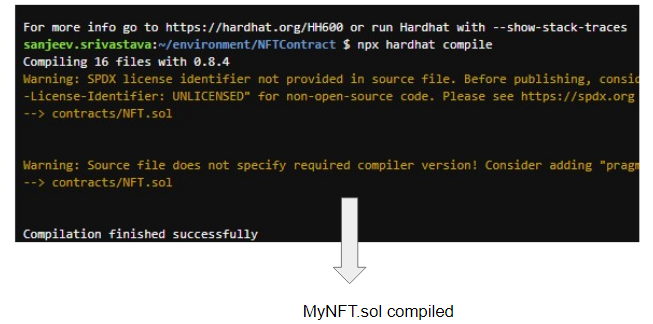 For more info go to https://hardhat.org/HH600 or run Hardhat with --show-stack-traces
sanjeev.srivastava:~/environment/NFTContract $ npx hardhat compile
Compiling 16 files with 0.8.4
Warning: SPDX license identifier not provided in source file. Before publishing, consid
-License-Identifier: UNLICENSED" for non-open-source code. Please see https://spdx.org
--> contracts/NFT.sol
Warning: Source file does not specify required compiler version! Consider adding "pragm
--> contracts/NFT.sol
Compilation finished successfully
MyNFT.sol compiled